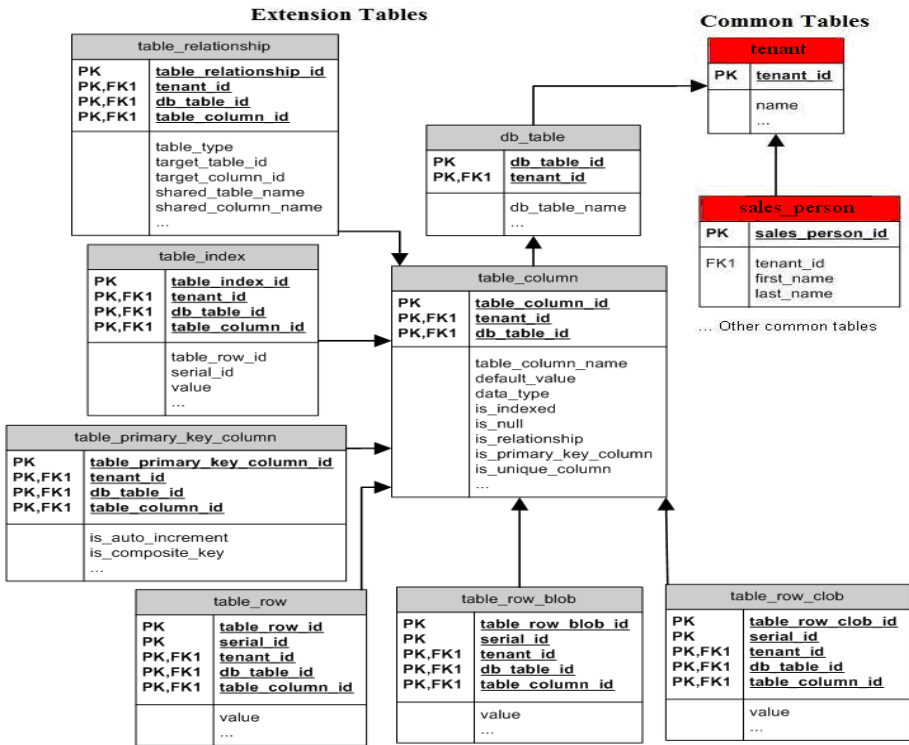 Extension Tables
Common Tables
table_relationship
PK table_relationship_id
PK,FK1 tenant_id
PK,FK1 db_table_id
PK,FK1 table_column_id
table_type
target_table_id
target_column_id
shared_table_name
shared_column_name
...
tenant
PK tenant_id
name
...
db_table
PK db_table_id
PK,FK1 tenant_id
db_table_name
...
sales_person
PK sales_person_id
FK1 tenant_id
first_name
last_name
... Other common tables
table_index
PK table_index_id
PK,FK1 tenant_id
PK,FK1 db_table_id
PK,FK1 table_column_id
table_row_id
serial_id
value
...
table_column
PK table_column_id
PK,FK1 tenant_id
PK,FK1 db_table_id
table_column_name
default_value
data_type
is_indexed
is_null
is_relationship
is_primary_key_column
is_unique_column
...
table_primary_key_column
PK table_primary_key_column_id
PK,FK1 tenant_id
PK,FK1 db_table_id
PK,FK1 table_column_id
is_auto_increment
is_composite_key
...
table_row
PK table_row_id
PK serial_id
PK,FK1 tenant_id
PK,FK1 db_table_id
PK,FK1 table_column_id
value
...
table_row_blob
PK table_row_blob_id
PK serial_id
PK,FK1 tenant_id
PK,FK1 db_table_id
PK,FK1 table_column_id
value
...
table_row_clob
PK table_row_clob_id
PK serial_id
PK,FK1 tenant_id
PK,FK1 db_table_id
PK,FK1 table_column_id
value
...